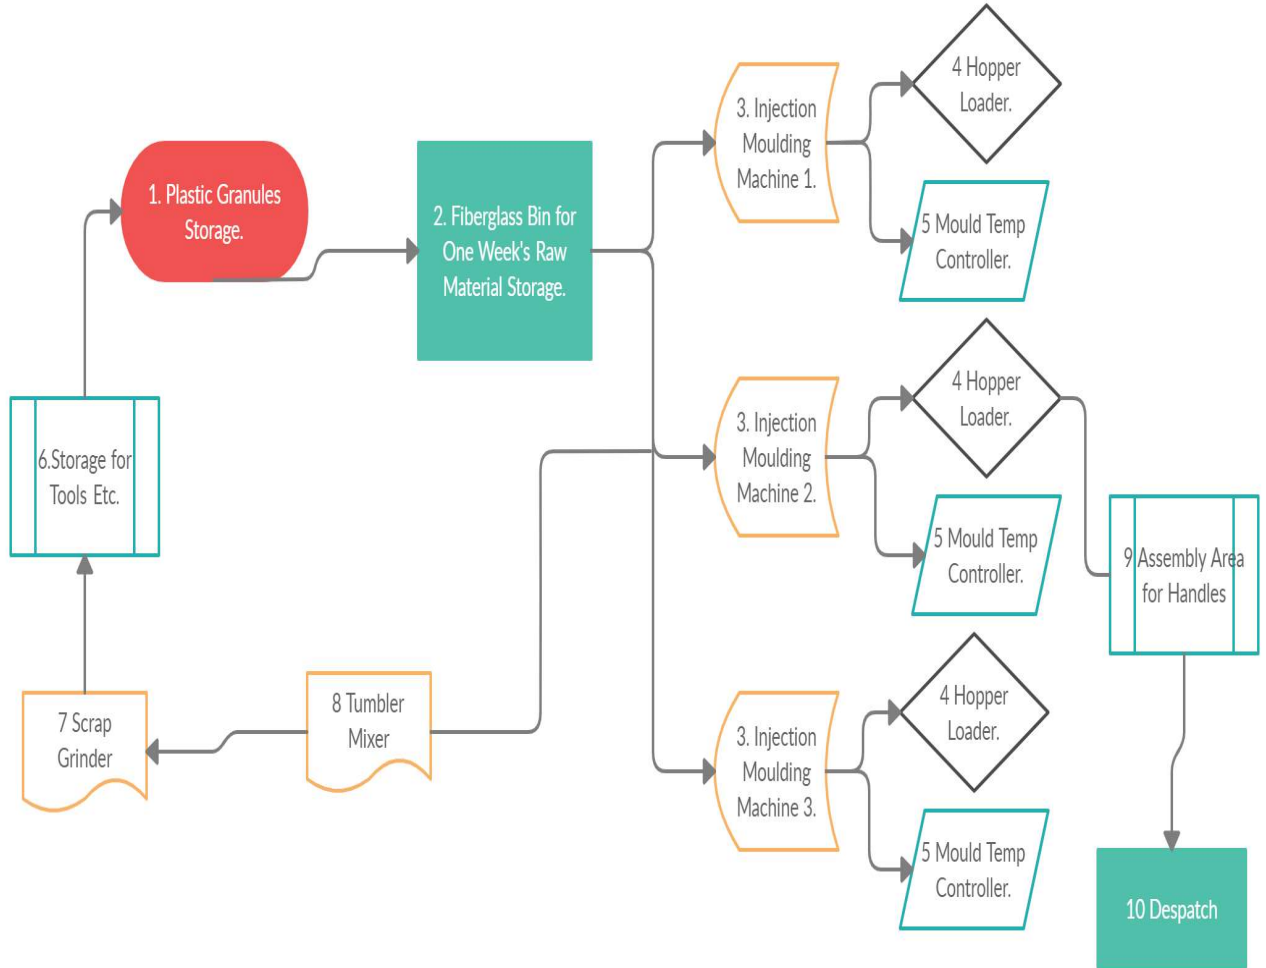 1. Plastic Granules
Storage.
2. Fiberglass Bin for
One Week's Raw
Material Storage.
3. Injection
Moulding
Machine 1.
4 Hopper
Loader.
5 Mould Temp
Controller.
3. Injection
Moulding
Machine 2.
4 Hopper
Loader.
5 Mould Temp
Controller.
6.Storage for
Tools Etc.
9 Assembly Area
for Handles
7 Scrap
Grinder
8 Tumbler
Mixer
3. Injection
Moulding
Machine 3.
4 Hopper
Loader.
5 Mould Temp
Controller.
10 Despatch